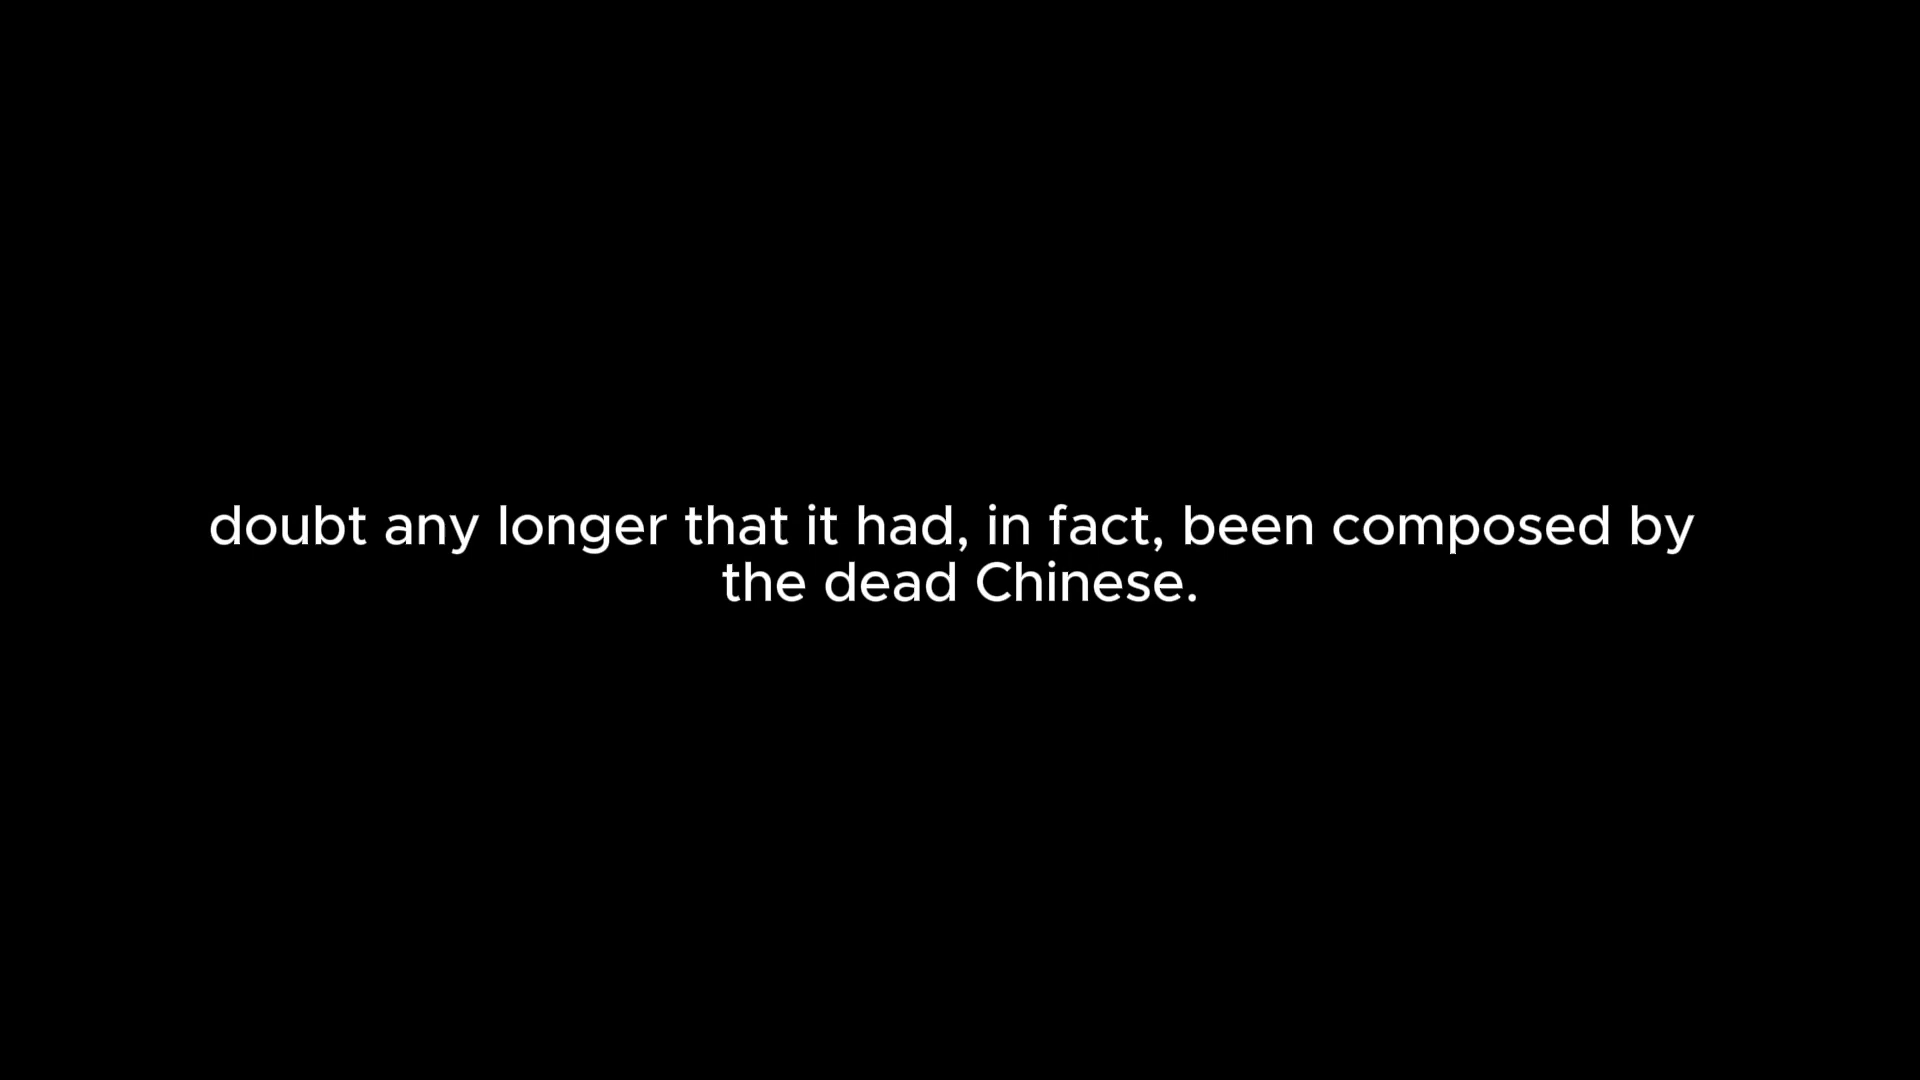 doubt any longer that it had, in fact, been composed by
the dead Chinese.